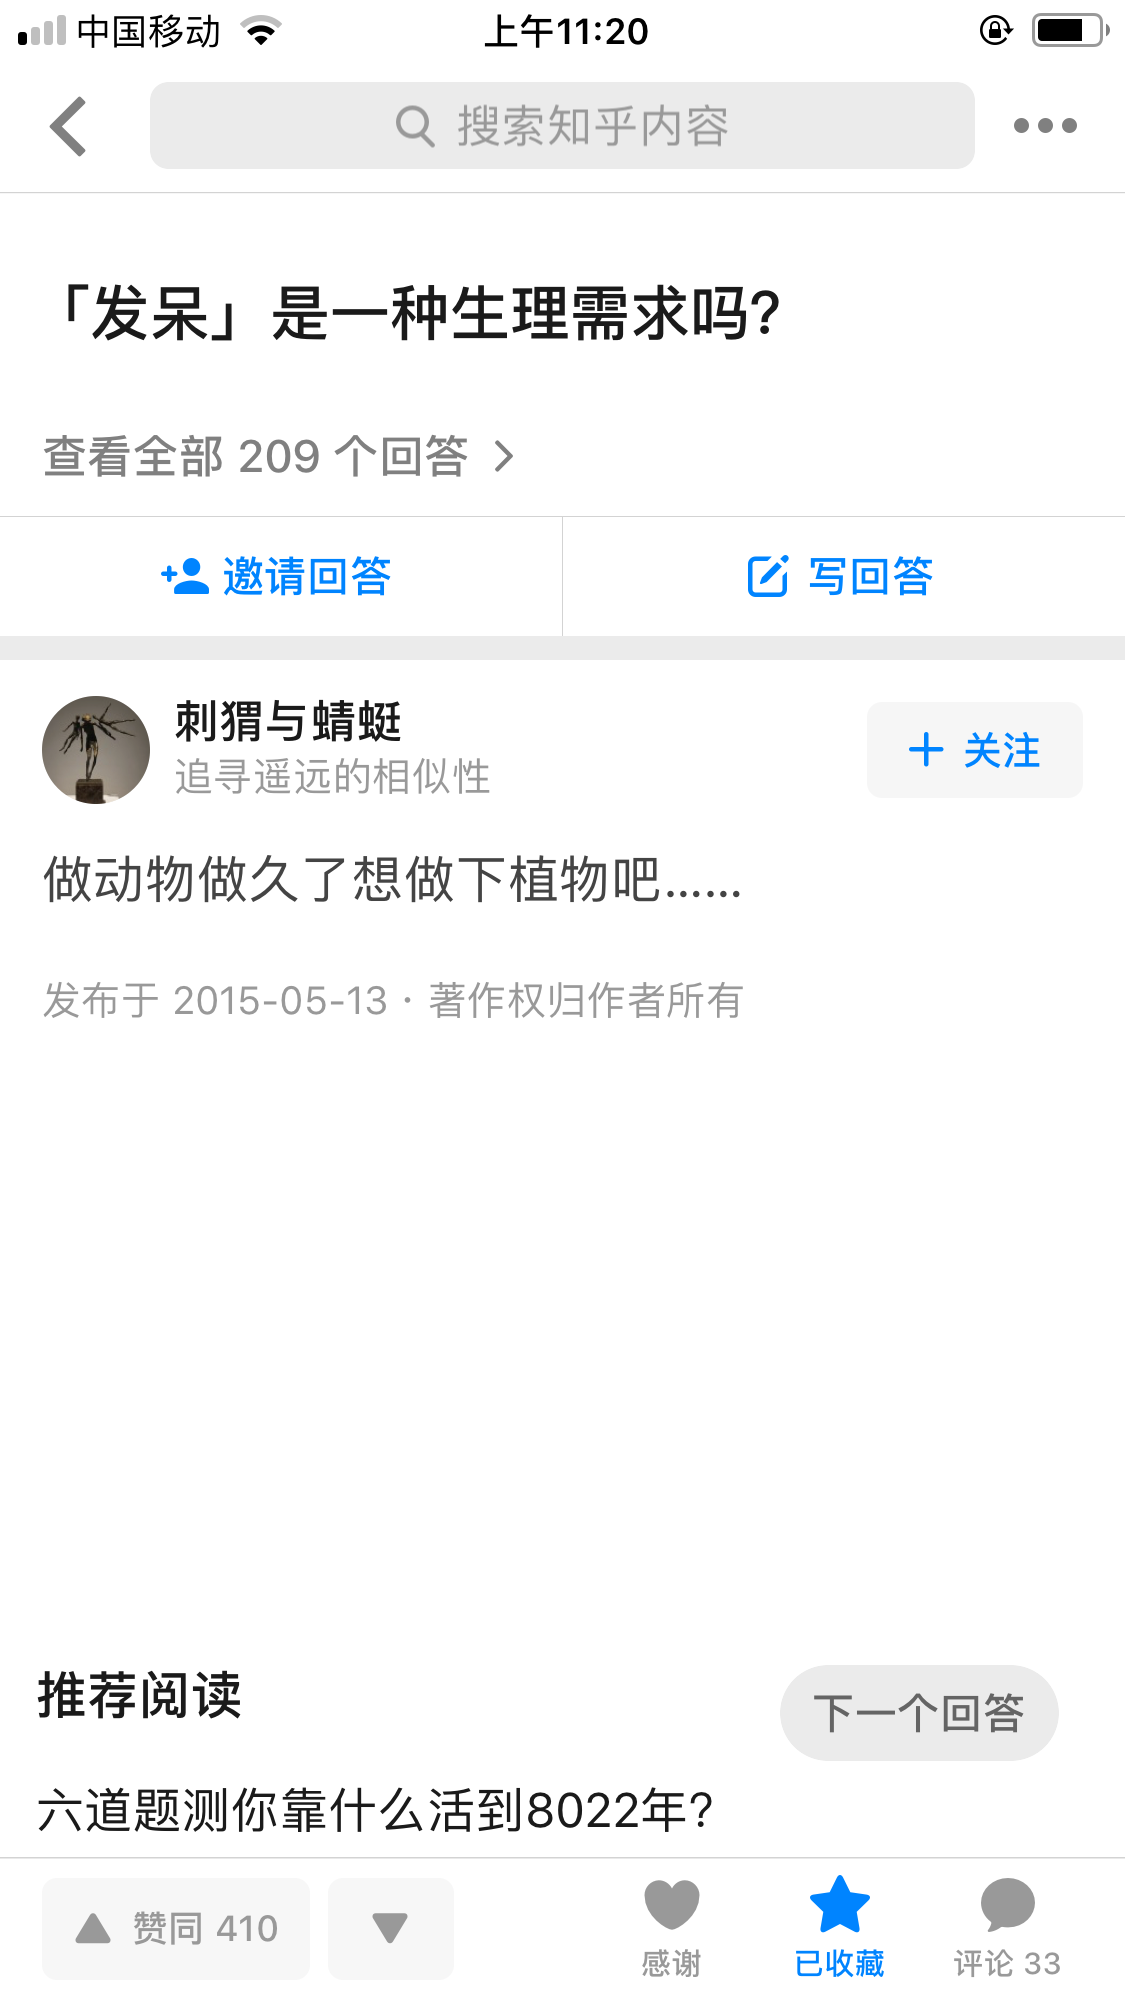 中国移动
上午11:20
搜索知乎内容
「发呆」是一种生理需求吗?
查看全部 209 个回答
邀请回答
写回答
刺猬与蜻蜓
追寻遥远的相似性
关注
做动物做久了想做下植物吧……
发布于 2015-05-13 · 著作权归作者所有
推荐阅读
下一个回答
六道题测你靠什么活到8022年?
赞同 410
感谢
已收藏
评论 33